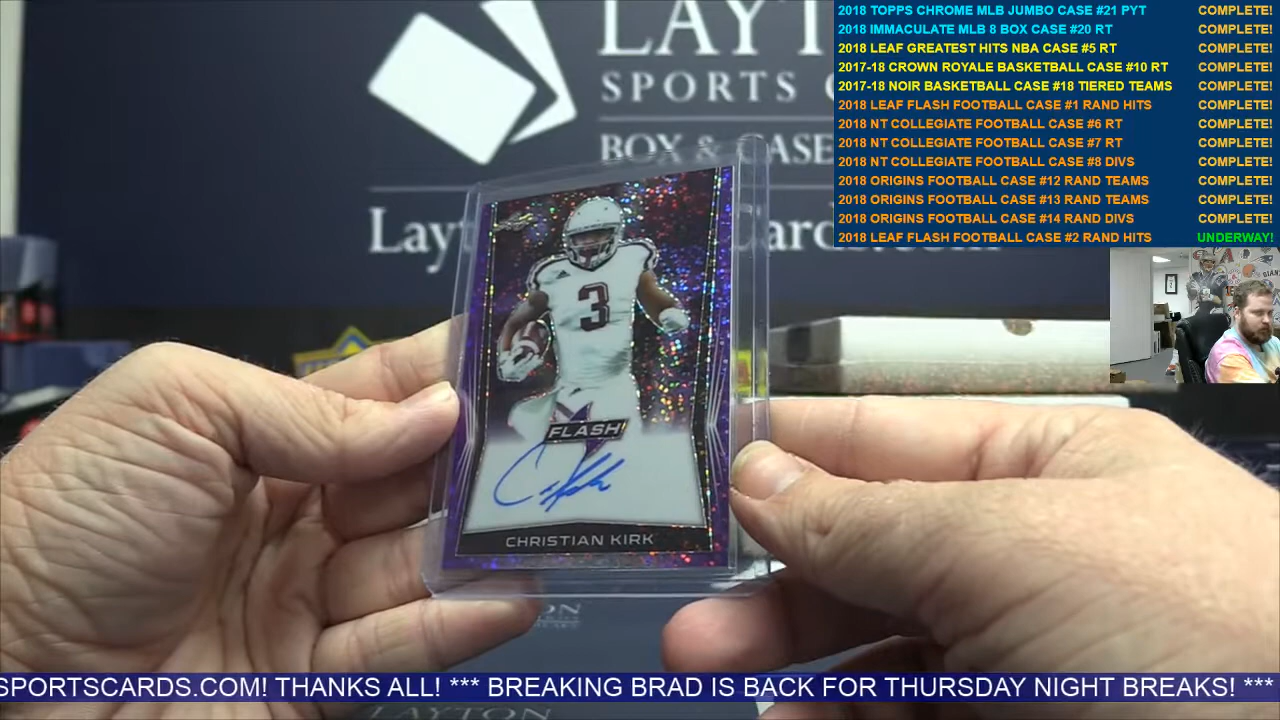 LAYT
SPORTS C
BOX & CASE
Layt
Cards.com
2018 TOPPS CHROME MLB JUMBO CASE #21 PYT COMPLETE!
2018 IMMACULATE MLB 8 BOX CASE #20 RT COMPLETE!
2018 LEAF GREATEST HITS NBA CASE #5 RT COMPLETE!
2017-18 CROWN ROYALE BASKETBALL CASE #10 RT COMPLETE!
2017-18 NOIR BASKETBALL CASE #18 TIERED TEAMS COMPLETE!
2018 LEAF FLASH FOOTBALL CASE #1 RAND HITS COMPLETE!
2018 NT COLLEGIATE FOOTBALL CASE #6 RT COMPLETE!
2018 NT COLLEGIATE FOOTBALL CASE #7 RT COMPLETE!
2018 NT COLLEGIATE FOOTBALL CASE #8 DIVS COMPLETE!
2018 ORIGINS FOOTBALL CASE #12 RAND TEAMS COMPLETE!
2018 ORIGINS FOOTBALL CASE #13 RAND TEAMS COMPLETE!
2018 ORIGINS FOOTBALL CASE #14 RAND DIVS COMPLETE!
2018 LEAF FLASH FOOTBALL CASE #2 RAND HITS UNDERWAY!
3
FLASH
CHRISTIAN KIRK
SPORTSCARDS.COM! THANKS ALL! *** BREAKING BRAD IS BACK FOR THURSDAY NIGHT BREAKS! ***
LAYTON